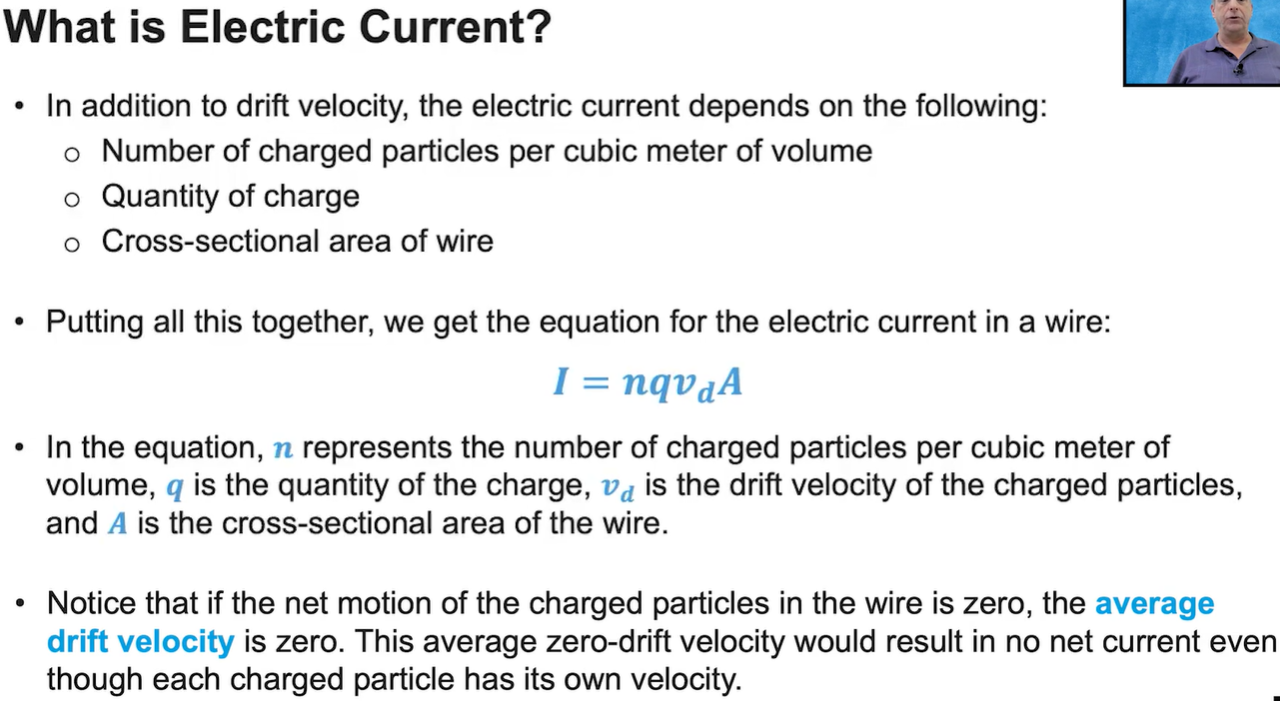 What is Electric Current?
• In addition to drift velocity, the electric current depends on the following:
o Number of charged particles per cubic meter of volume
o Quantity of charge
o Cross-sectional area of wire
• Putting all this together, we get the equation for the electric current in a wire:
I = nqv_dA
• In the equation, n represents the number of charged particles per cubic meter of
volume, q is the quantity of the charge, v_d is the drift velocity of the charged particles,
and A is the cross-sectional area of the wire.
• Notice that if the net motion of the charged particles in the wire is zero, the average
drift velocity is zero. This average zero-drift velocity would result in no net current even
though each charged particle has its own velocity.